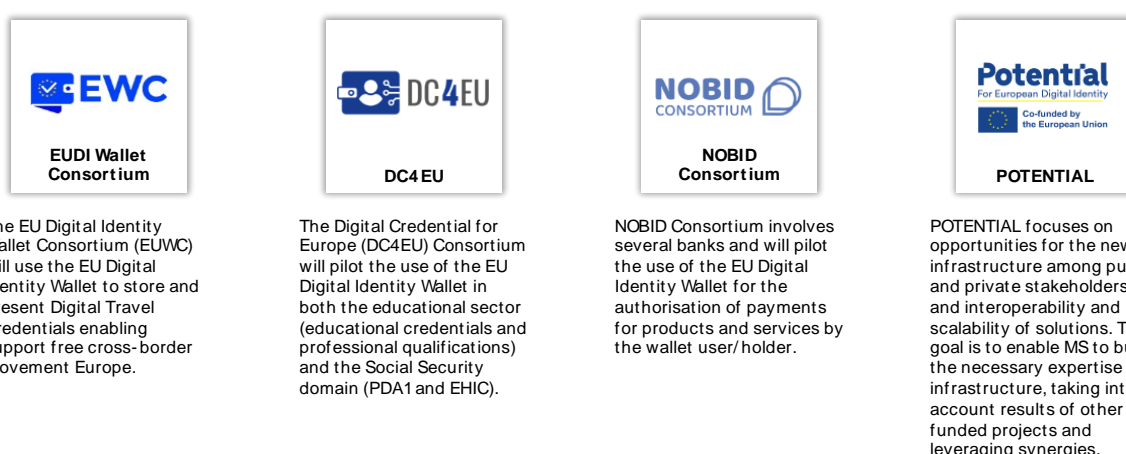 EWC
EUDI Wallet
Consortium
he EU Digital Identity
allet Consortium (EUWC)
ill use the EU Digital
entity Wallet to store and
resent Digital Travel
redentials enabling
upport free cross-border
ovement Europe.
DC4EU
DC4EU
The Digital Credential for
Europe (DC4EU) Consortium
will pilot the use of the EU
Digital Identity Wallet in
both the educational sector
(educational credentials and
professional qualifications)
and the Social Security
domain (PDA1 and EHIC).
NOBID
CONSORTIUM
NOBID
Consortium
NOBID Consortium involves
several banks and will pilot
the use of the EU Digital
Identity Wallet for the
authorisation of payments
for products and services by
the wallet user/holder.
Potential
For European Digital Identity
Co-funded by
the European Union
POTENTIAL
POTENTIAL focuses on
opportunities for the new
infrastructure among pu
and private stakeholders
and interoperability and
scalability of solutions. T
goal is to enable MS to bu
the necessary expertise
infrastructure, taking int
account results of other
funded projects and
leveraging synergies.